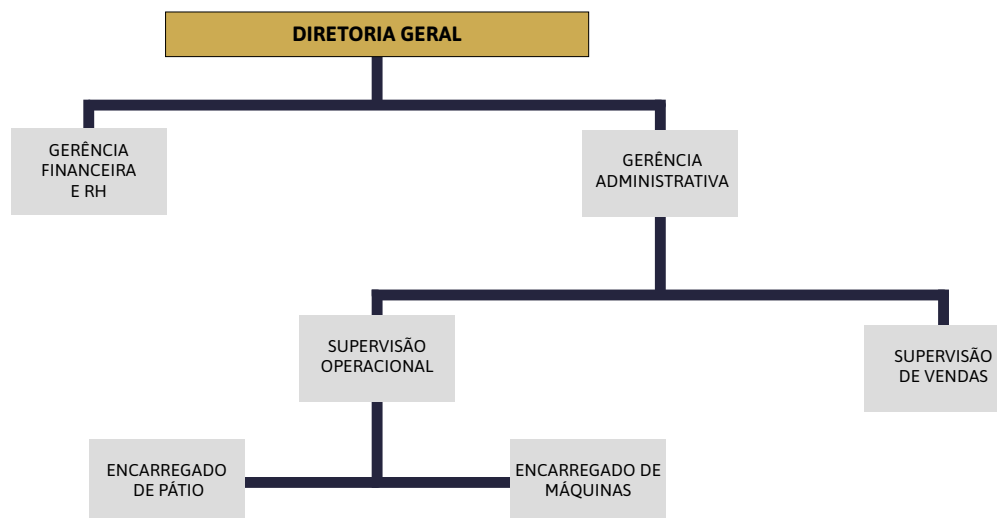 DIRETORIA GERAL
GERÊNCIA
FINANCEIRA
E RH
GERÊNCIA
ADMINISTRATIVA
SUPERVISÃO
OPERACIONAL
SUPERVISÃO
DE VENDAS
ENCARREGADO
DE PÁTIO
ENCARREGADO DE
MÁQUINAS